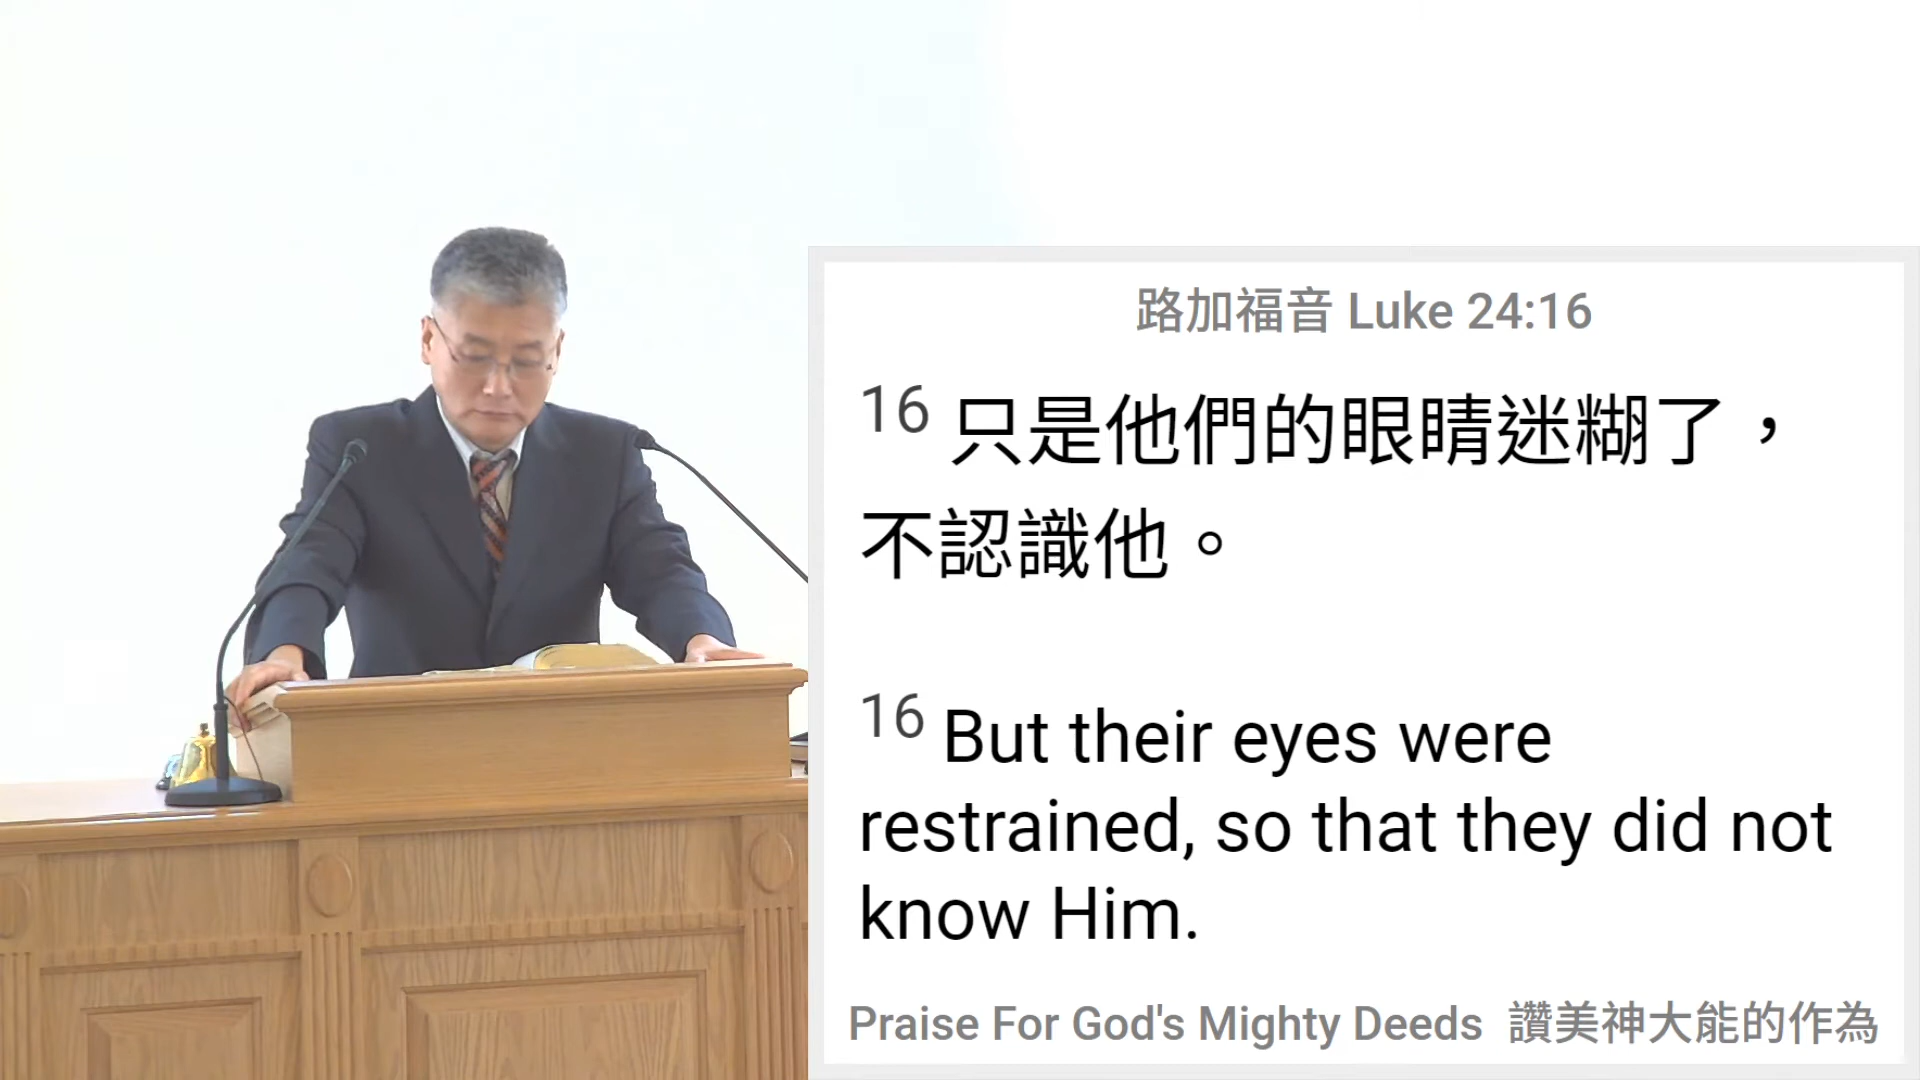 路加福音 Luke 24:16
16 只是他們的眼睛迷糊了，
不認識他。
16 But their eyes were
restrained, so that they did not
know Him.
Praise For God's Mighty Deeds 讚美神大能的作為